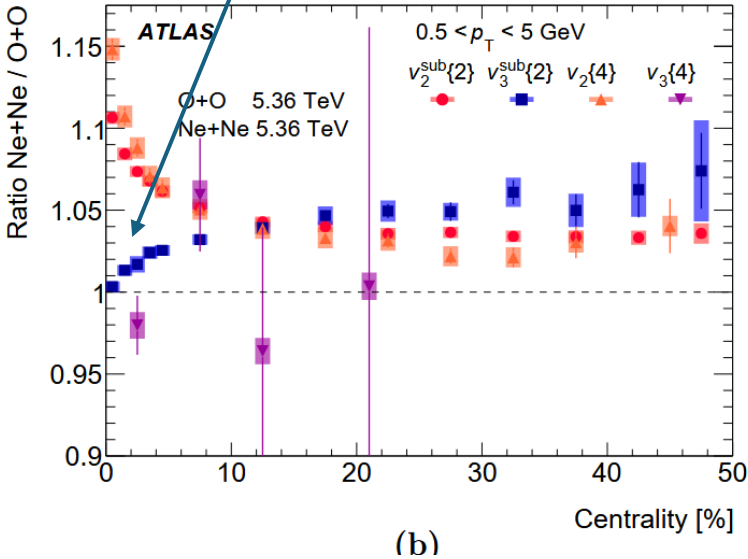 ATLAS
0.5 < p_T < 5 GeV
v_2^sub{2} v_3^sub{2} v_2{4} v_3{4}
O+O 5.36 TeV
Ne+Ne 5.36 TeV
Ratio Ne+Ne / O+O
1.15
1.1
1.05
1
0.95
0.9
0 10 20 30 40 50
Centrality [%]
(b)